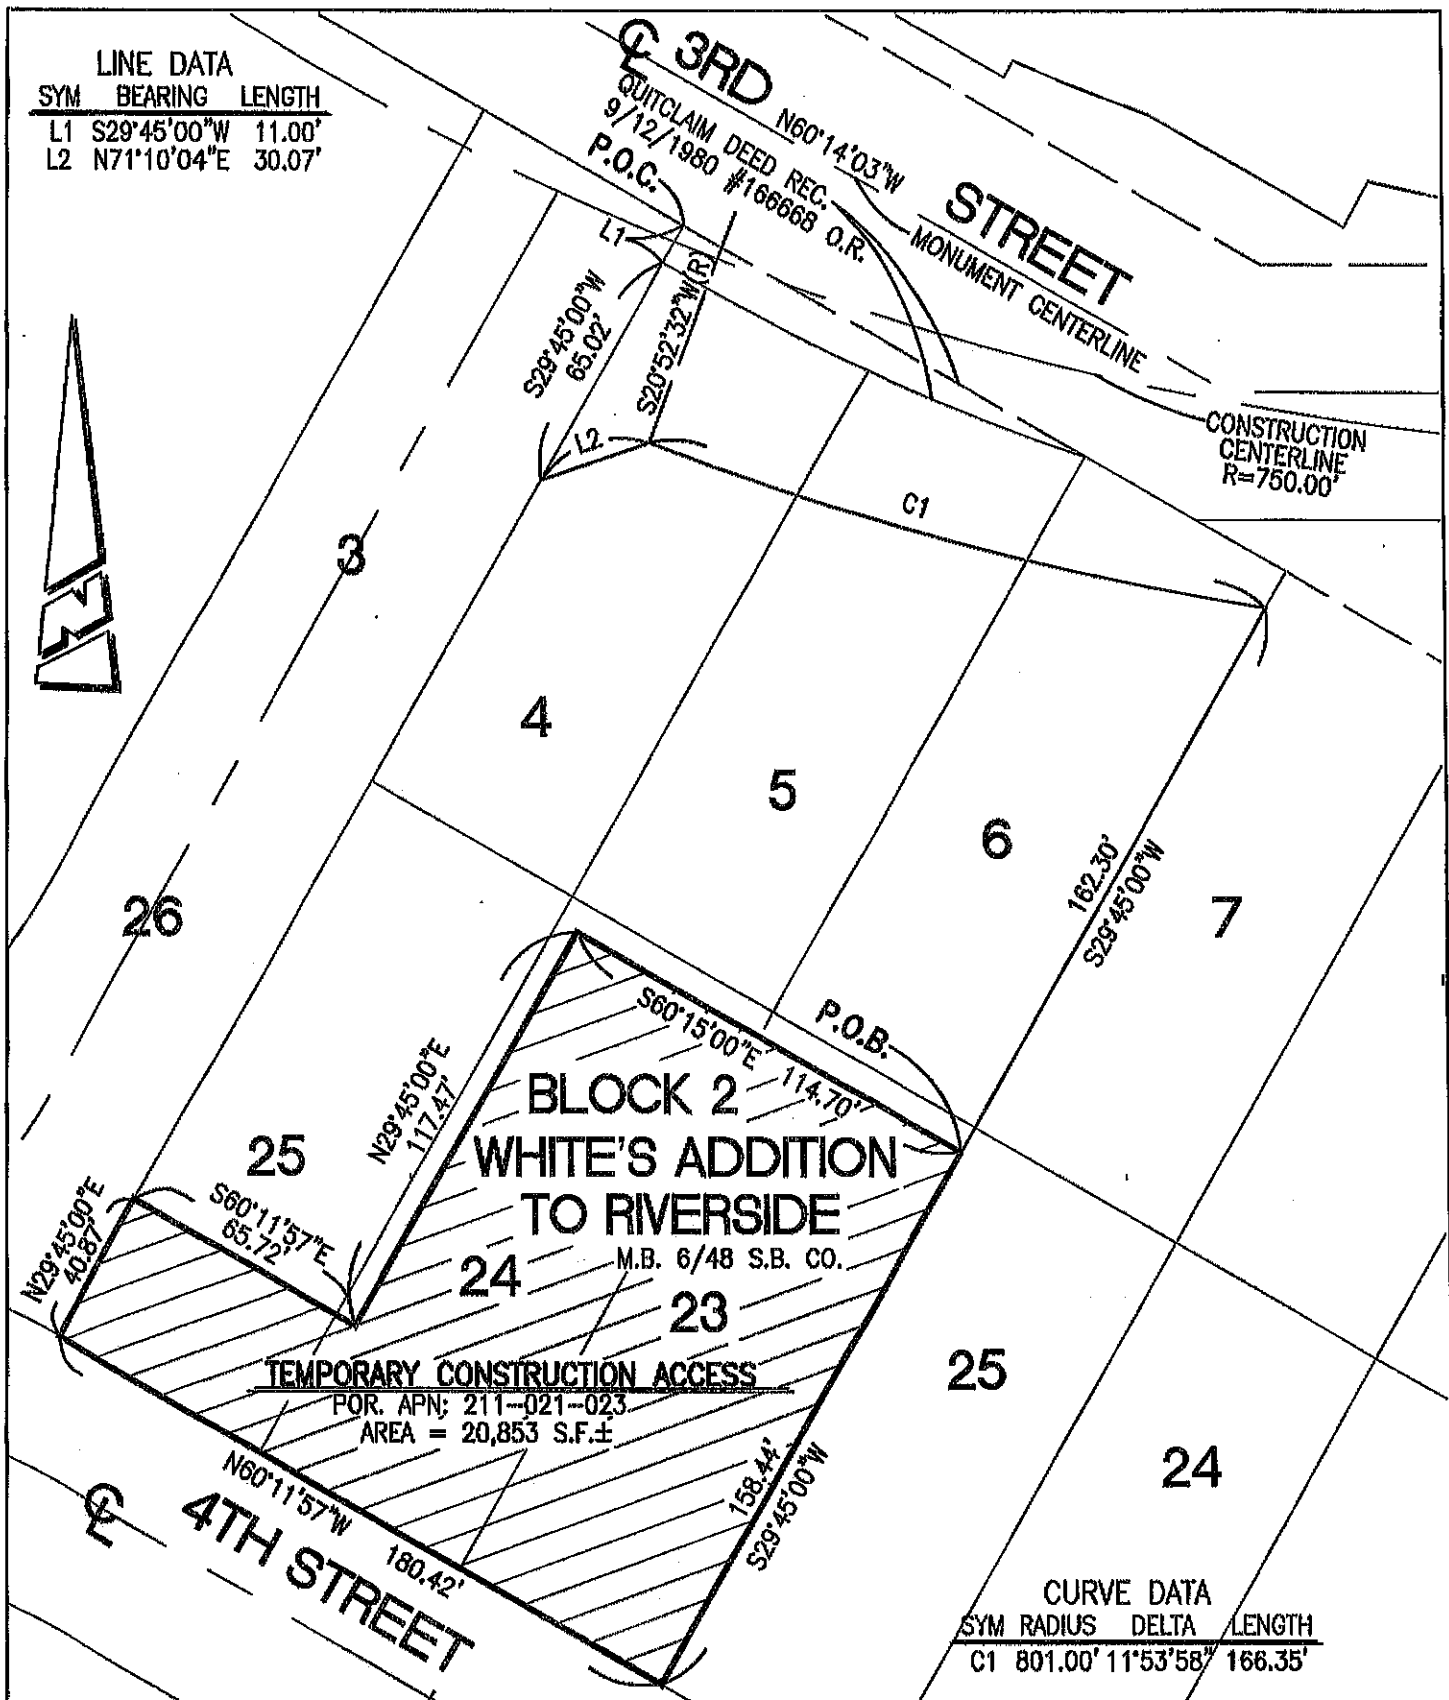 LINE DATA
SYM BEARING LENGTH
L1 S29°45'00"W 11.00'
L2 N71°10'04"E 30.07'
℄ 3RD STREET
N60°14'03"W
QUITCLAIM DEED REC.
9/12/1980 #166668 O.R.
P.O.C.
MONUMENT CENTERLINE
L1
S29°45'00"W
65.02'
S20°52'32"W(R)
L2
C1
CONSTRUCTION
CENTERLINE
R=750.00'
N
3
4
5
6
7
162.30'
S29°45'00"W
26
S60°15'00"E
114.70'
P.O.B.
N29°45'00"E
117.47'
BLOCK 2
WHITE'S ADDITION
TO RIVERSIDE
M.B. 6/48 S.B. CO.
25
S60°11'57"E
65.72'
N29°45'00"E
40.87'
24
23
25
24
TEMPORARY CONSTRUCTION ACCESS
POR. APN: 211-021-023
AREA = 20,853 S.F.±
158.44'
S29°45'00"W
N60°11'57"W
180.42'
℄ 4TH STREET
CURVE DATA
SYM RADIUS DELTA LENGTH
C1 801.00' 11°53'58" 166.35'